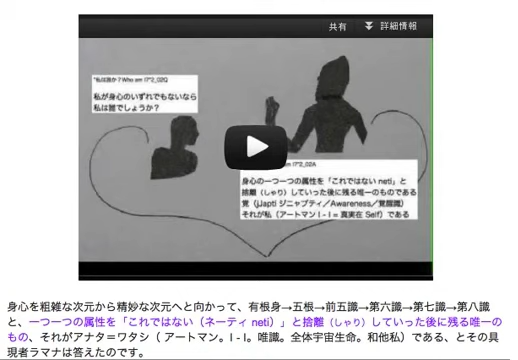 共有 詳細情報
"私は誰か？Who am I?"2_02Q
私が身心のいずれでもないなら
私は誰でしょうか？
am I?"2_02A
身心の一つ一つの属性を「これではない neti」と
捨離（しゃり）していった後に残る唯一のものである
覚（jJapti ジニャプティ／Awareness／覚醒識）
それが私（アートマン I - I = 真実在 Self）である
身心を粗雑な次元から精妙な次元へと向かって、有根身→五根→前五識→第六識→第七識→第八識
と、一つ一つの属性を「これではない（ネーティ neti）」と捨離（しゃり）していった後に残る唯一の
もの、それがアナタ＝ワタシ（ アートマン。I - I。唯識。全体宇宙生命。和他私）である、とその具
現者ラマナは答えたのです。